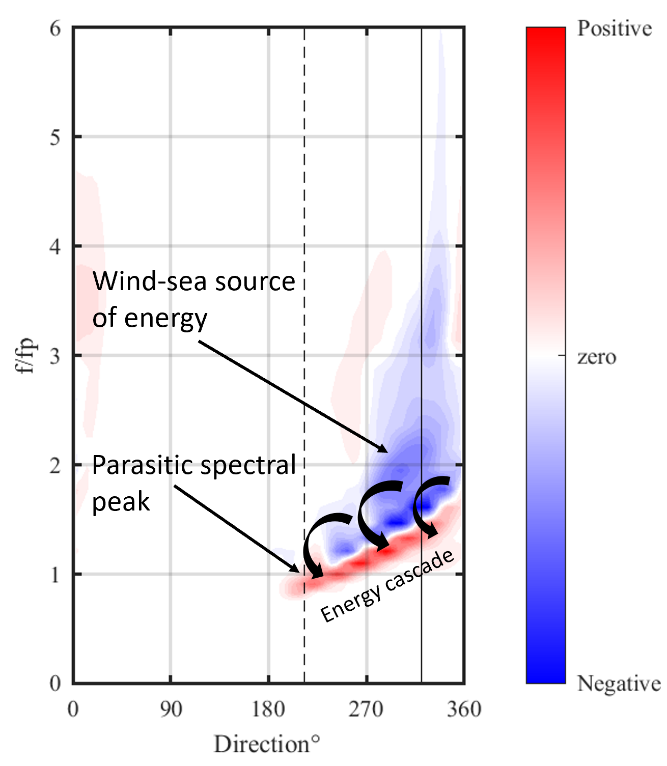 6
5
4
3
2
1
0
f/fp
Wind-sea source
of energy
Parasitic spectral
peak
Energy cascade
0 90 180 270 360
Direction°
Positive
zero
Negative